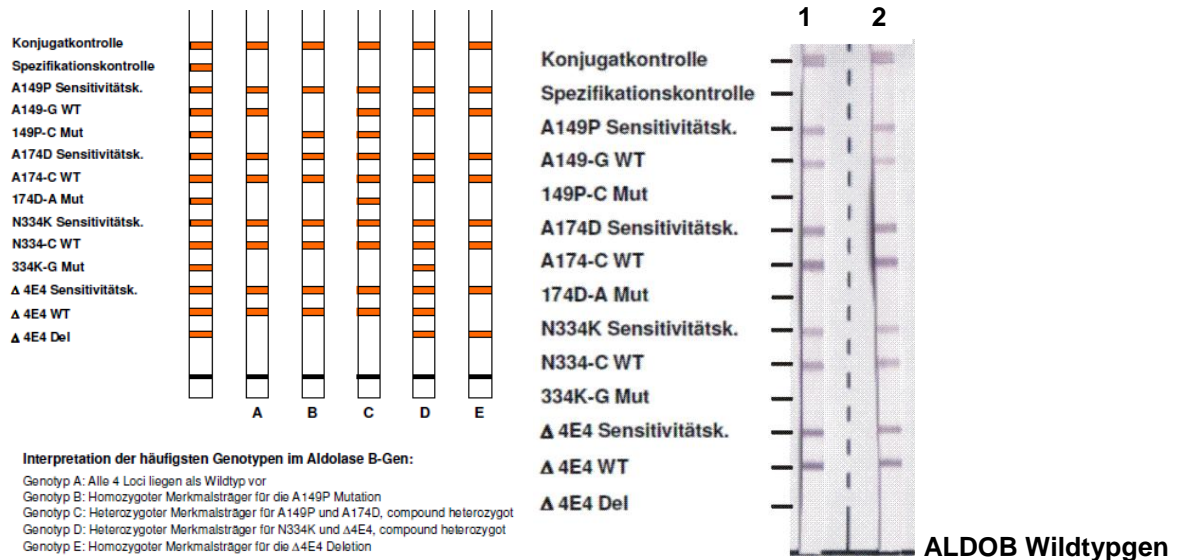 Konjugatkontrolle
Spezifikationskontrolle
A149P Sensitivitätsk.
A149-G WT
149P-C Mut
A174D Sensitivitätsk.
A174-C WT
174D-A Mut
N334K Sensitivitätsk.
N334-C WT
334K-G Mut
Δ 4E4 Sensitivitätsk.
Δ 4E4 WT
Δ 4E4 Del
A B C D E
Interpretation der häufigsten Genotypen im Aldolase B-Gen:
Genotyp A: Alle 4 Loci liegen als Wildtyp vor
Genotyp B: Homozygoter Merkmalsträger für die A149P Mutation
Genotyp C: Heterozygoter Merkmalsträger für A149P und A174D, compound heterozygot
Genotyp D: Heterozygoter Merkmalsträger für N334K und Δ4E4, compound heterozygot
Genotyp E: Homozygoter Merkmalsträger für die Δ4E4 Deletion
1 2
Konjugatkontrolle
Spezifikationskontrolle
A149P Sensitivitätsk.
A149-G WT
149P-C Mut
A174D Sensitivitätsk.
A174-C WT
174D-A Mut
N334K Sensitivitätsk.
N334-C WT
334K-G Mut
Δ 4E4 Sensitivitätsk.
Δ 4E4 WT
Δ 4E4 Del
ALDOB Wildtypgen